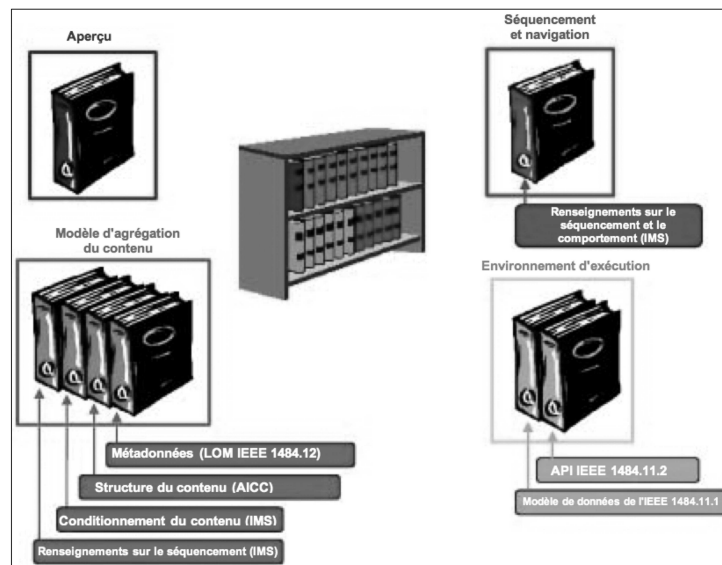 Aperçu
Séquencement
et navigation
Renseignements sur le
séquencement et le
comportement (IMS)
Modèle d'agrégation
du contenu
Métadonnées (LOM IEEE 1484.12)
Structure du contenu (AICC)
Conditionnement du contenu (IMS)
Renseignements sur le séquencement (IMS)
Environnement d'exécution
API IEEE 1484.11.2
Modèle de données de l'IEEE 1484.11.1